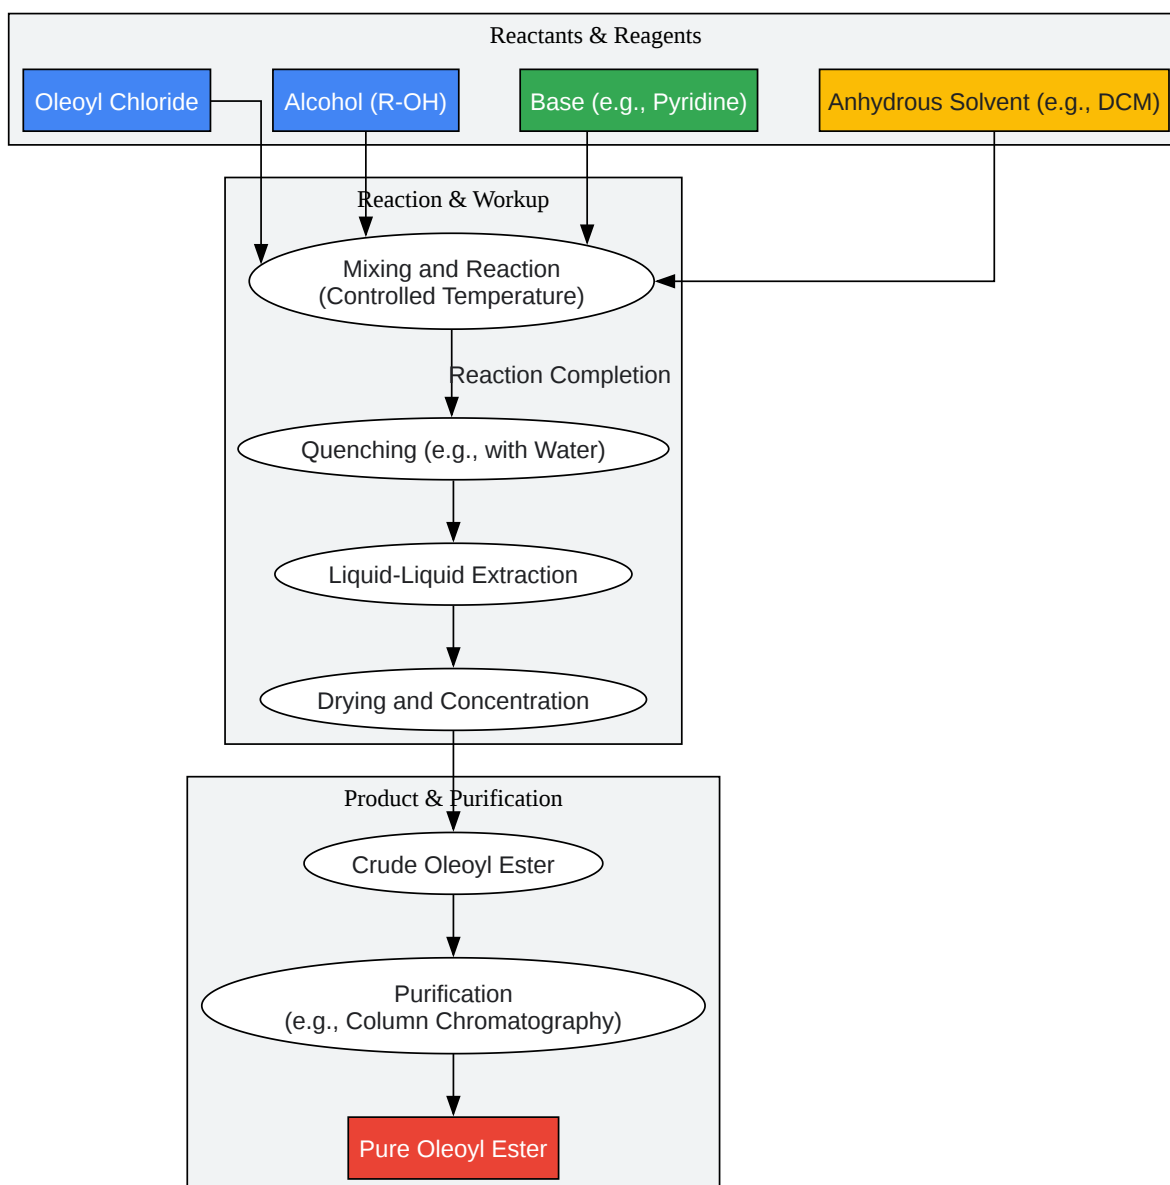 Reactants & Reagents
Oleoyl Chloride
Alcohol (R-OH)
Base (e.g., Pyridine)
Anhydrous Solvent (e.g., DCM)
Reaction & Workup
Mixing and Reaction
(Controlled Temperature)
Reaction Completion
Quenching (e.g., with Water)
Liquid-Liquid Extraction
Drying and Concentration
Product & Purification
Crude Oleoyl Ester
Purification
(e.g., Column Chromatography)
Pure Oleoyl Ester